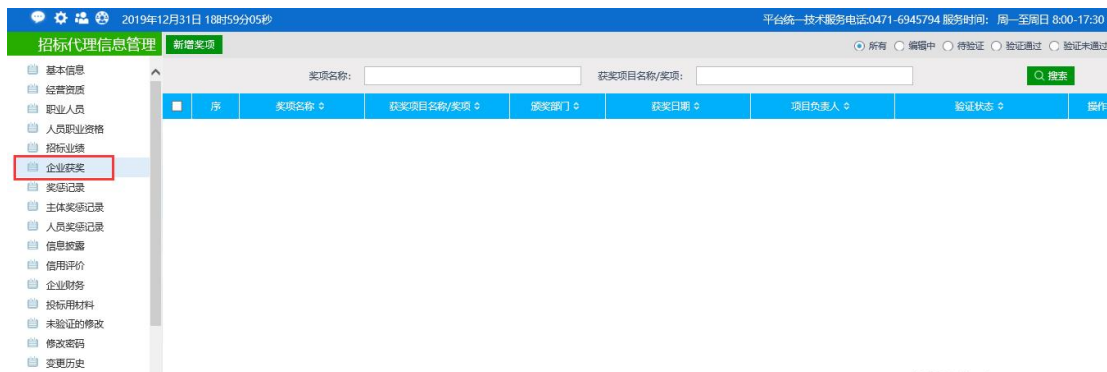 2019年12月31日 18时59分05秒 平台统一技术服务电话:0471-6945794 服务时间: 周一至周日 8:00-17:30
招标代理信息管理 新增奖项 所有 编辑中 待验证 验证通过 验证未通过
奖项名称: 获奖项目名称/奖项: 搜索
序 奖项名称 获奖项目名称/奖项 颁奖部门 获奖日期 项目负责人 验证状态 操作
基本信息
经营资质
职业人员
人员职业资格
招标业绩
企业获奖
奖惩记录
主体奖惩记录
人员奖惩记录
信息披露
信用评价
企业财务
投标用材料
未验证的修改
修改密码
变更历史